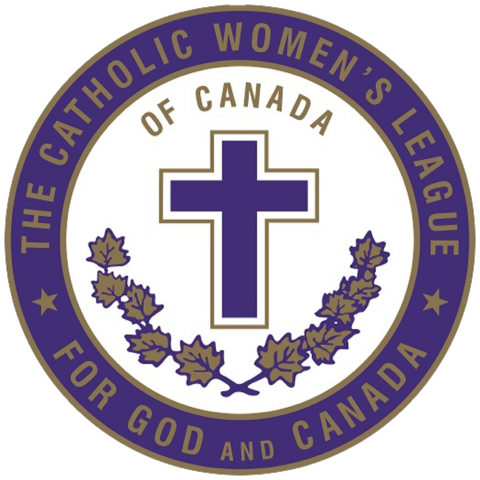 THE CATHOLIC WOMEN'S LEAGUE
OF CANADA
FOR GOD AND CANADA